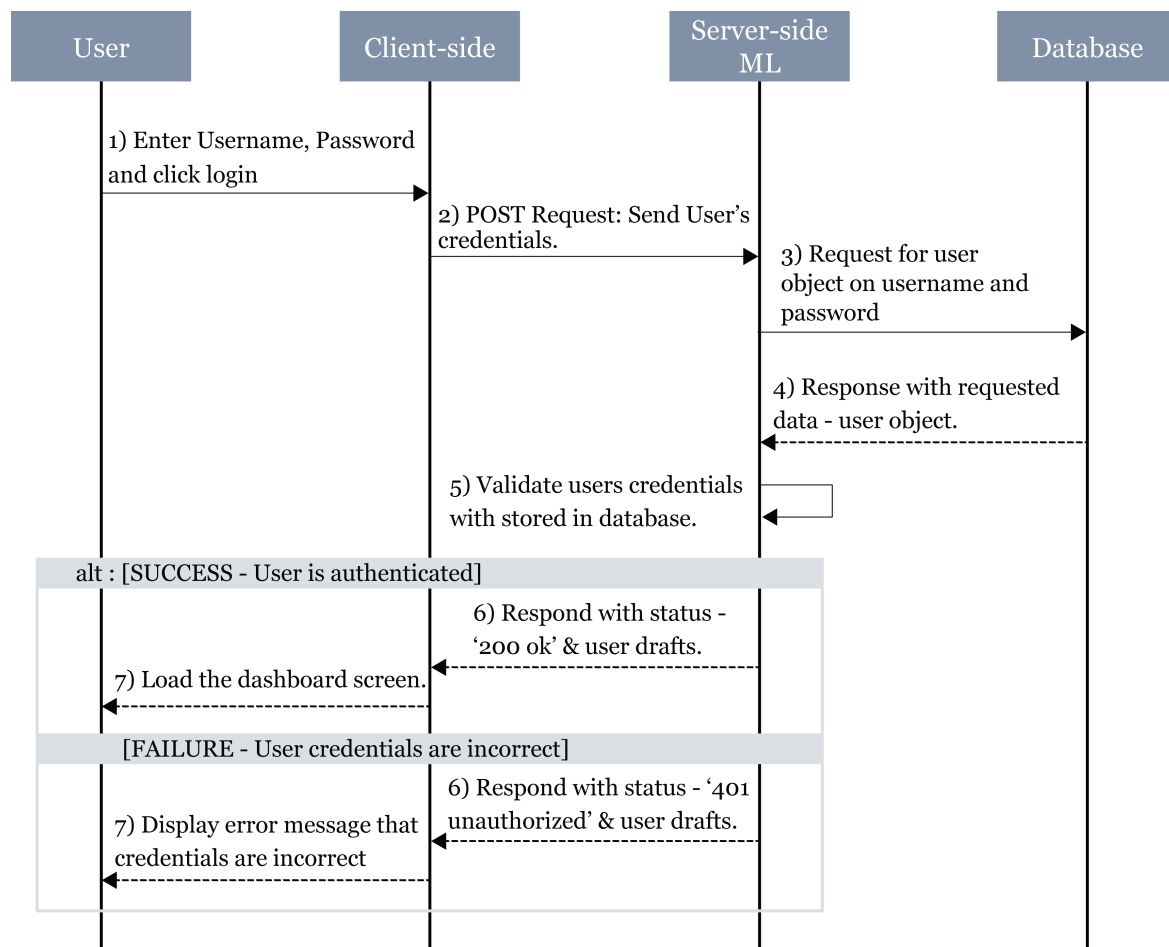 User
Client-side
Server-side
ML
Database
1) Enter Username, Password
and click login
2) POST Request: Send User’s
credentials.
3) Request for user
object on username and
password
4) Response with requested
data - user object.
5) Validate users credentials
with stored in database.
alt : [SUCCESS - User is authenticated]
6) Respond with status -
‘200 ok’ & user drafts.
7) Load the dashboard screen.
[FAILURE - User credentials are incorrect]
6) Respond with status - ‘401
unauthorized’ & user drafts.
7) Display error message that
credentials are incorrect